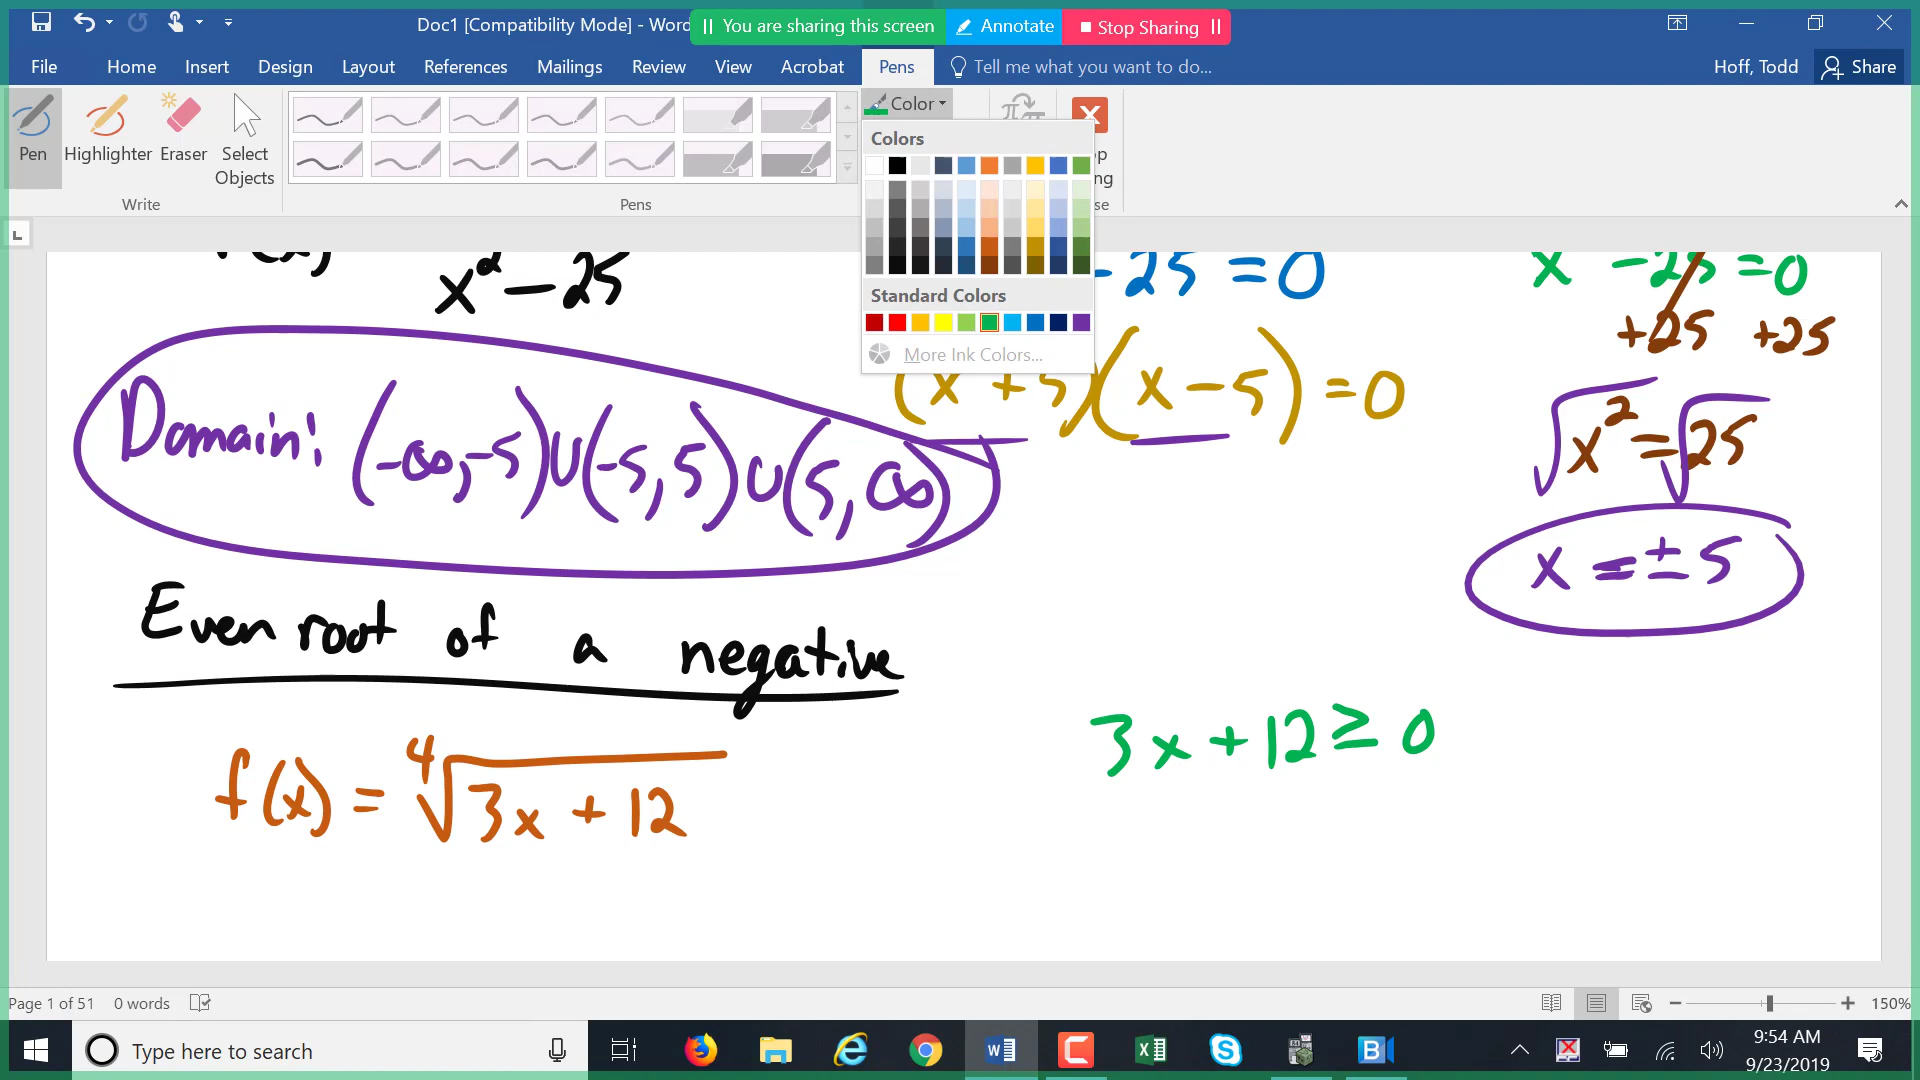 Doc1 [Compatibility Mode] - Word
You are sharing this screen
Annotate
Stop Sharing
File Home Insert Design Layout References Mailings Review View Acrobat Pens Tell me what you want to do... Hoff, Todd Share
Pen Highlighter Eraser Select Objects
Write
Pens
Color
Colors
Standard Colors
More Ink Colors...
x² − 25
− 25 = 0
x − 25 = 0
+25 +25
(x + 5)(x − 5) = 0
√x² = √25
x = ± 5
Domain: (-∞,-5)∪(-5,5)∪(5,∞)
Even root of a negative
3x + 12 ≥ 0
f(x) = ⁴√3x + 12
Page 1 of 51 0 words 150%
Type here to search
9:54 AM
9/23/2019